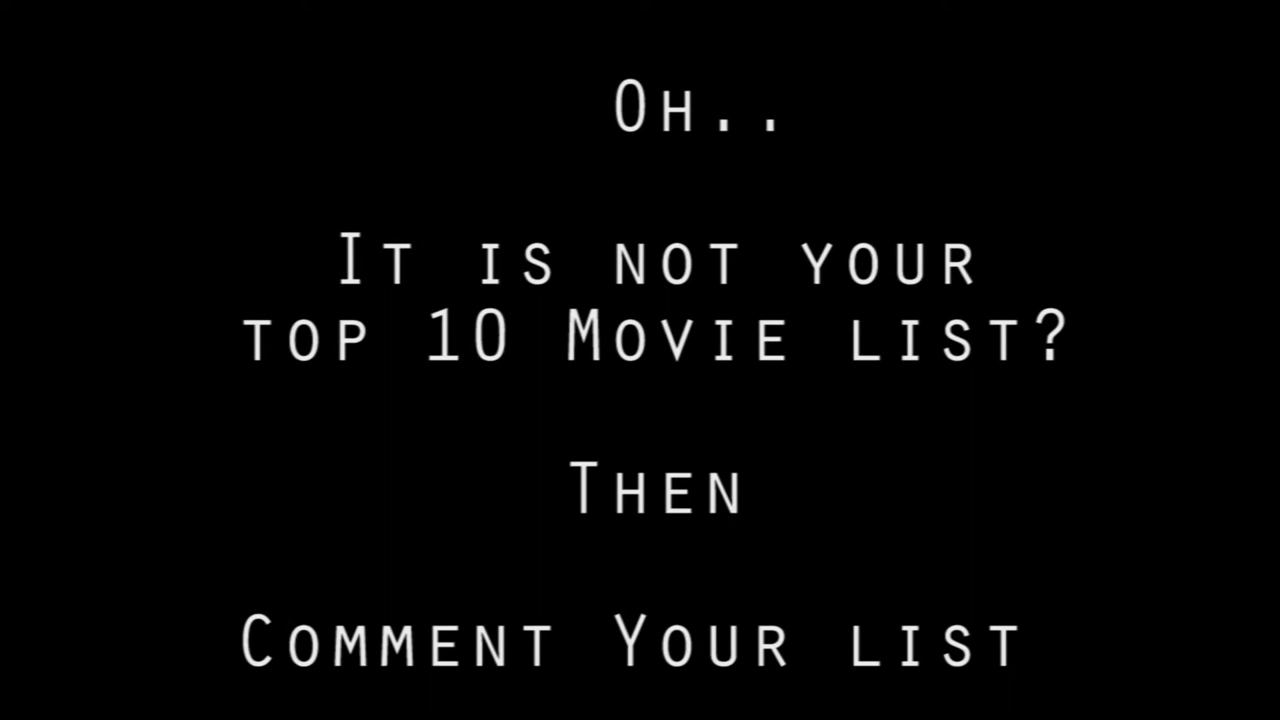 Oh..
It is not your
top 10 Movie list?
Then
Comment Your list